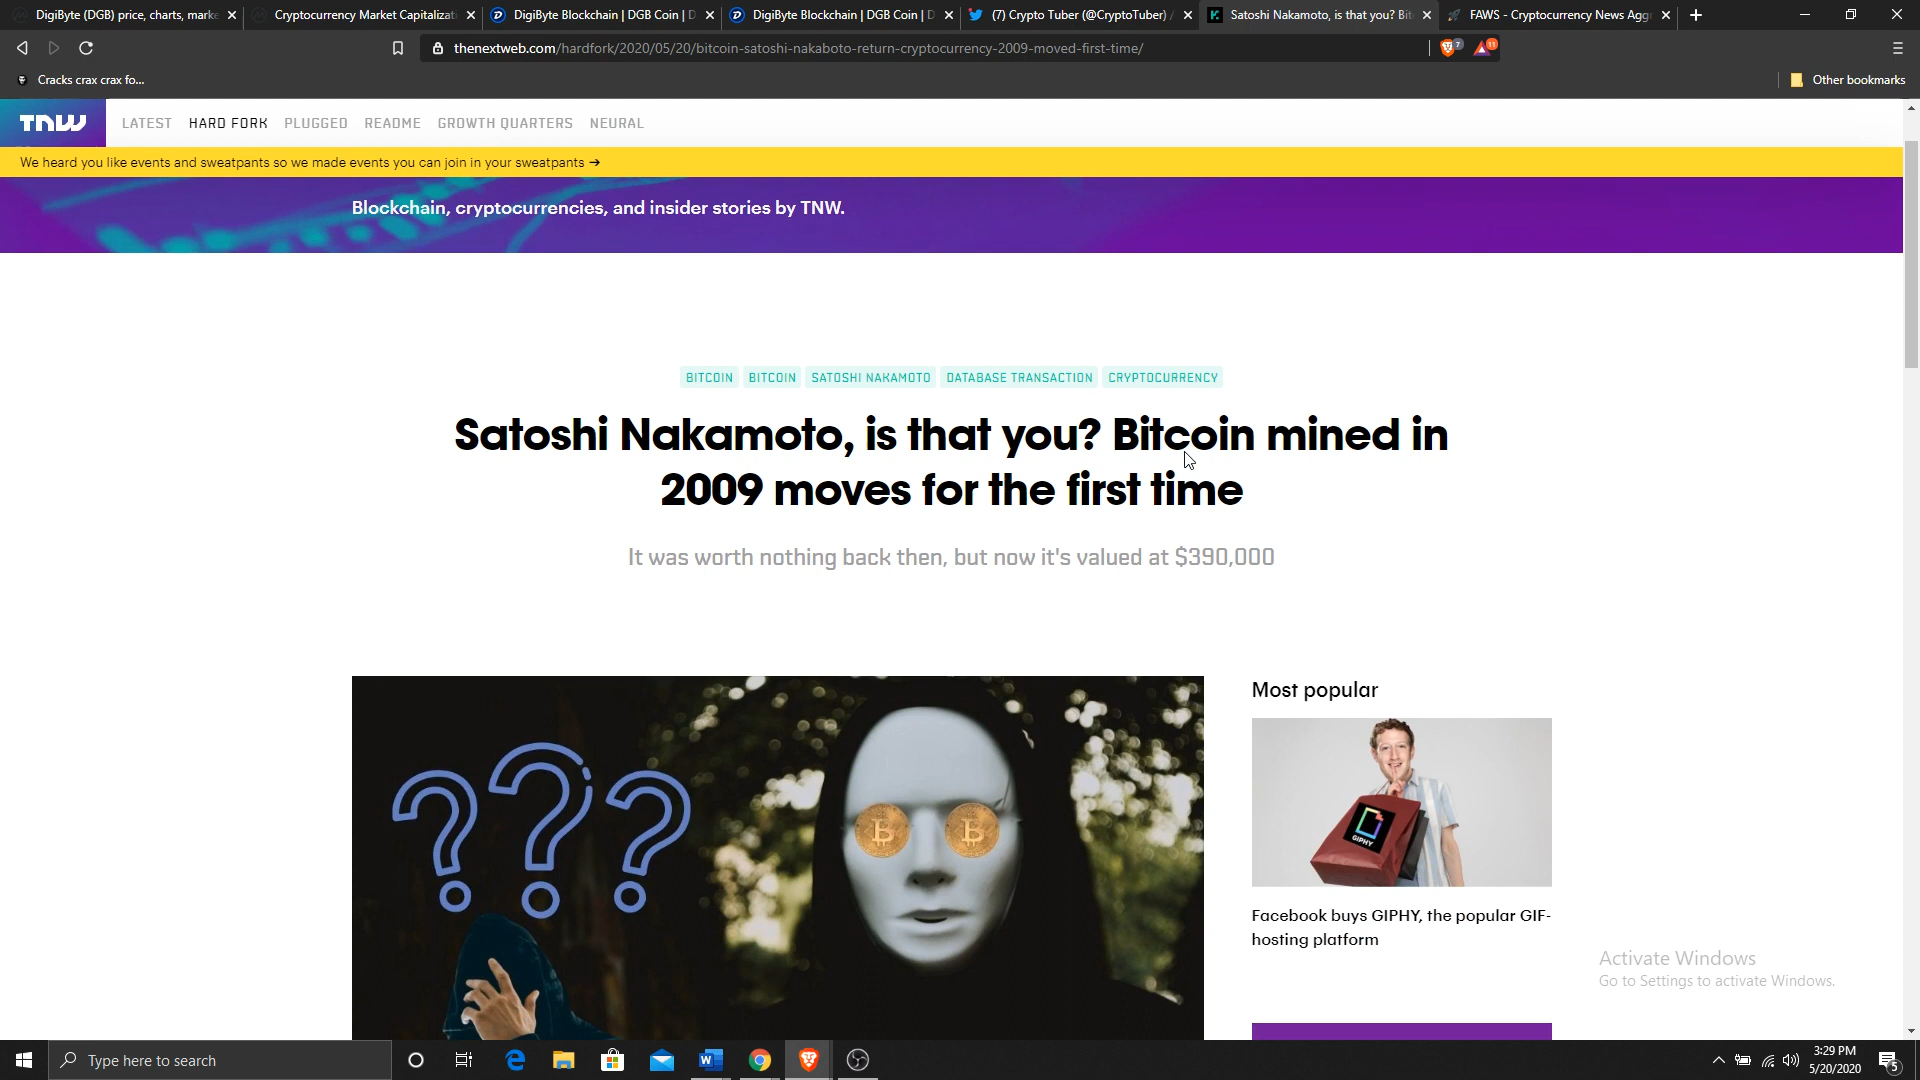 DigiByte (DGB) price, charts, marke
Cryptocurrency Market Capitalizati
DigiByte Blockchain | DGB Coin | D
DigiByte Blockchain | DGB Coin | D
(7) Crypto Tuber (@CryptoTuber) /
Satoshi Nakamoto, is that you? Bit
FAWS - Cryptocurrency News Agg
thenextweb.com/hardfork/2020/05/20/bitcoin-satoshi-nakaboto-return-cryptocurrency-2009-moved-first-time/
7
11
Cracks crax crax fo...
Other bookmarks
TNW
LATEST HARD FORK PLUGGED README GROWTH QUARTERS NEURAL
We heard you like events and sweatpants so we made events you can join in your sweatpants →
Blockchain, cryptocurrencies, and insider stories by TNW.
BITCOIN BITCOIN SATOSHI NAKAMOTO DATABASE TRANSACTION CRYPTOCURRENCY
Satoshi Nakamoto, is that you? Bitcoin mined in
2009 moves for the first time
It was worth nothing back then, but now it's valued at $390,000
???
Most popular
GIPHY
Facebook buys GIPHY, the popular GIF-
hosting platform
Activate Windows
Go to Settings to activate Windows.
Type here to search
3:29 PM
5/20/2020
5